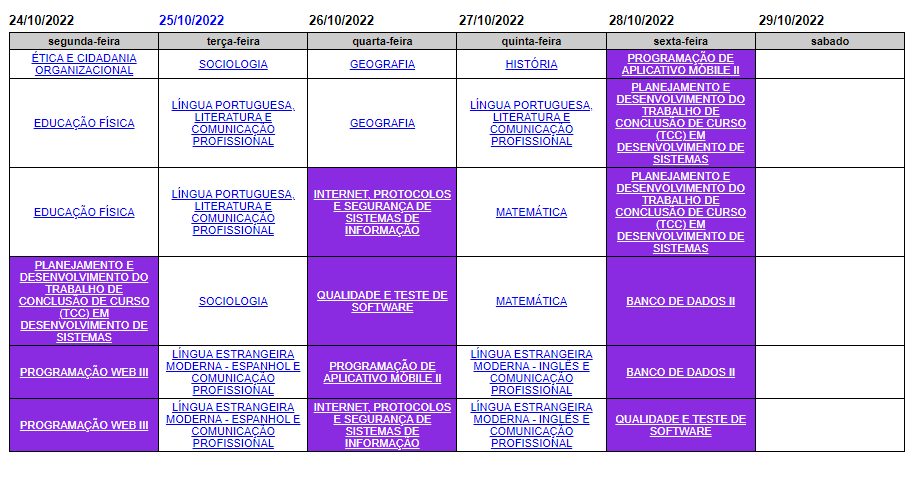 24/10/2022 25/10/2022 26/10/2022 27/10/2022 28/10/2022 29/10/2022
segunda-feira terça-feira quarta-feira quinta-feira sexta-feira sabado
ÉTICA E CIDADANIA
ORGANIZACIONAL
SOCIOLOGIA
GEOGRAFIA
HISTÓRIA
PROGRAMAÇÃO DE
APLICATIVO MOBILE II
EDUCAÇÃO FÍSICA
LÍNGUA PORTUGUESA,
LITERATURA E
COMUNICAÇÃO
PROFISSIONAL
GEOGRAFIA
LÍNGUA PORTUGUESA,
LITERATURA E
COMUNICAÇÃO
PROFISSIONAL
PLANEJAMENTO E
DESENVOLVIMENTO DO
TRABALHO DE
CONCLUSÃO DE CURSO
(TCC) EM
DESENVOLVIMENTO DE
SISTEMAS
EDUCAÇÃO FÍSICA
LÍNGUA PORTUGUESA,
LITERATURA E
COMUNICAÇÃO
PROFISSIONAL
INTERNET, PROTOCOLOS
E SEGURANÇA DE
SISTEMAS DE
INFORMAÇÃO
MATEMÁTICA
PLANEJAMENTO E
DESENVOLVIMENTO DO
TRABALHO DE
CONCLUSÃO DE CURSO
(TCC) EM
DESENVOLVIMENTO DE
SISTEMAS
PLANEJAMENTO E
DESENVOLVIMENTO DO
TRABALHO DE
CONCLUSÃO DE CURSO
(TCC) EM
DESENVOLVIMENTO DE
SISTEMAS
SOCIOLOGIA
QUALIDADE E TESTE DE
SOFTWARE
MATEMÁTICA
BANCO DE DADOS II
PROGRAMAÇÃO WEB III
LÍNGUA ESTRANGEIRA
MODERNA - ESPANHOL E
COMUNICAÇÃO
PROFISSIONAL
PROGRAMAÇÃO DE
APLICATIVO MOBILE II
LÍNGUA ESTRANGEIRA
MODERNA - INGLÊS E
COMUNICAÇÃO
PROFISSIONAL
BANCO DE DADOS II
PROGRAMAÇÃO WEB III
LÍNGUA ESTRANGEIRA
MODERNA - ESPANHOL E
COMUNICAÇÃO
PROFISSIONAL
INTERNET, PROTOCOLOS
E SEGURANÇA DE
SISTEMAS DE
INFORMAÇÃO
LÍNGUA ESTRANGEIRA
MODERNA - INGLÊS E
COMUNICAÇÃO
PROFISSIONAL
QUALIDADE E TESTE DE
SOFTWARE